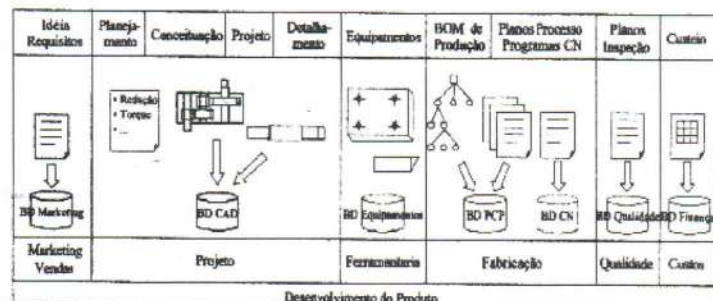 Idéia
Requisitos
Planeja-
mento
Conceituação
Projeto
Detalha-
mento
Equipamentos
BOM de
Produção
Planos Processo
Programas CN
Planos
Inspeção
Custeio
• Redução
• Torque
• ...
BD Marketing
BD CAD
BD Equipamentos
BD PCP
BD CN
BD Qualidade
BD Finança
Marketing
Vendas
Projeto
Ferramentaria
Fabricação
Qualidade
Custos
Desenvolvimento do Produto